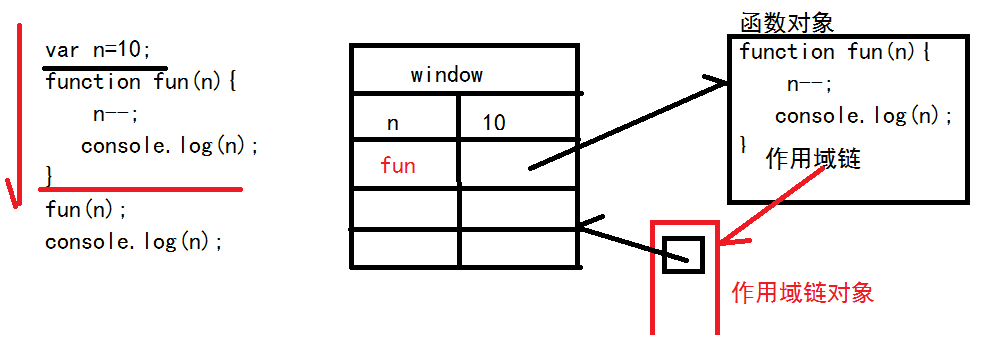 var n=10;
function fun(n){
n--;
console.log(n);
}
fun(n);
console.log(n);
window
n 10
fun
函数对象
function fun(n){
n--;
console.log(n);
}
作用域链
作用域链对象